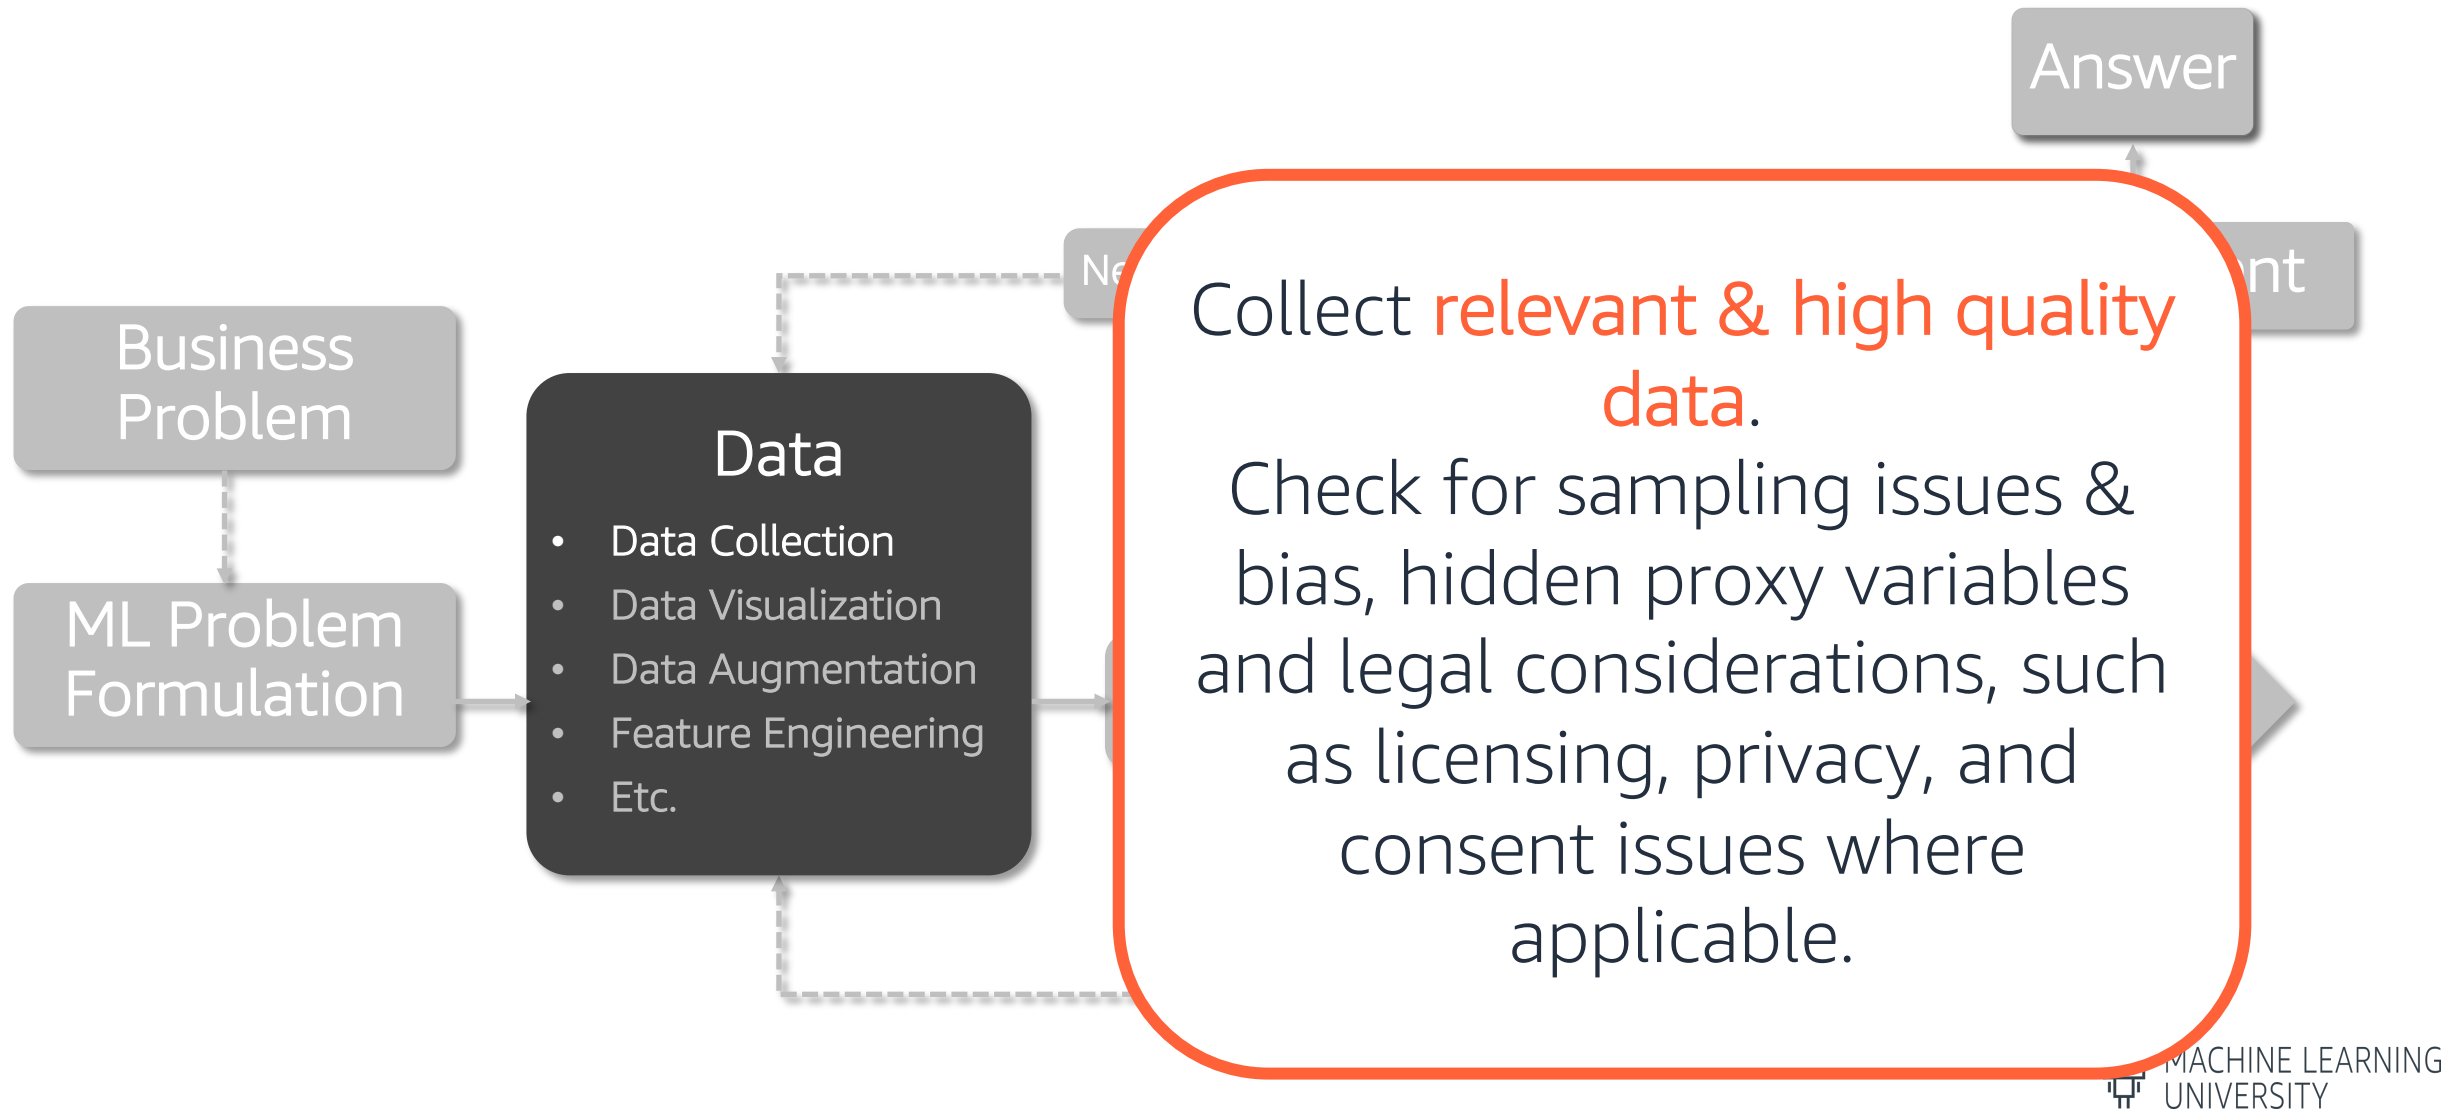 Answer
Business
Problem
ML Problem
Formulation
Data
• Data Collection
• Data Visualization
• Data Augmentation
• Feature Engineering
• Etc.
Collect relevant & high quality
data.
Check for sampling issues &
bias, hidden proxy variables
and legal considerations, such
as licensing, privacy, and
consent issues where
applicable.
MACHINE LEARNING
UNIVERSITY